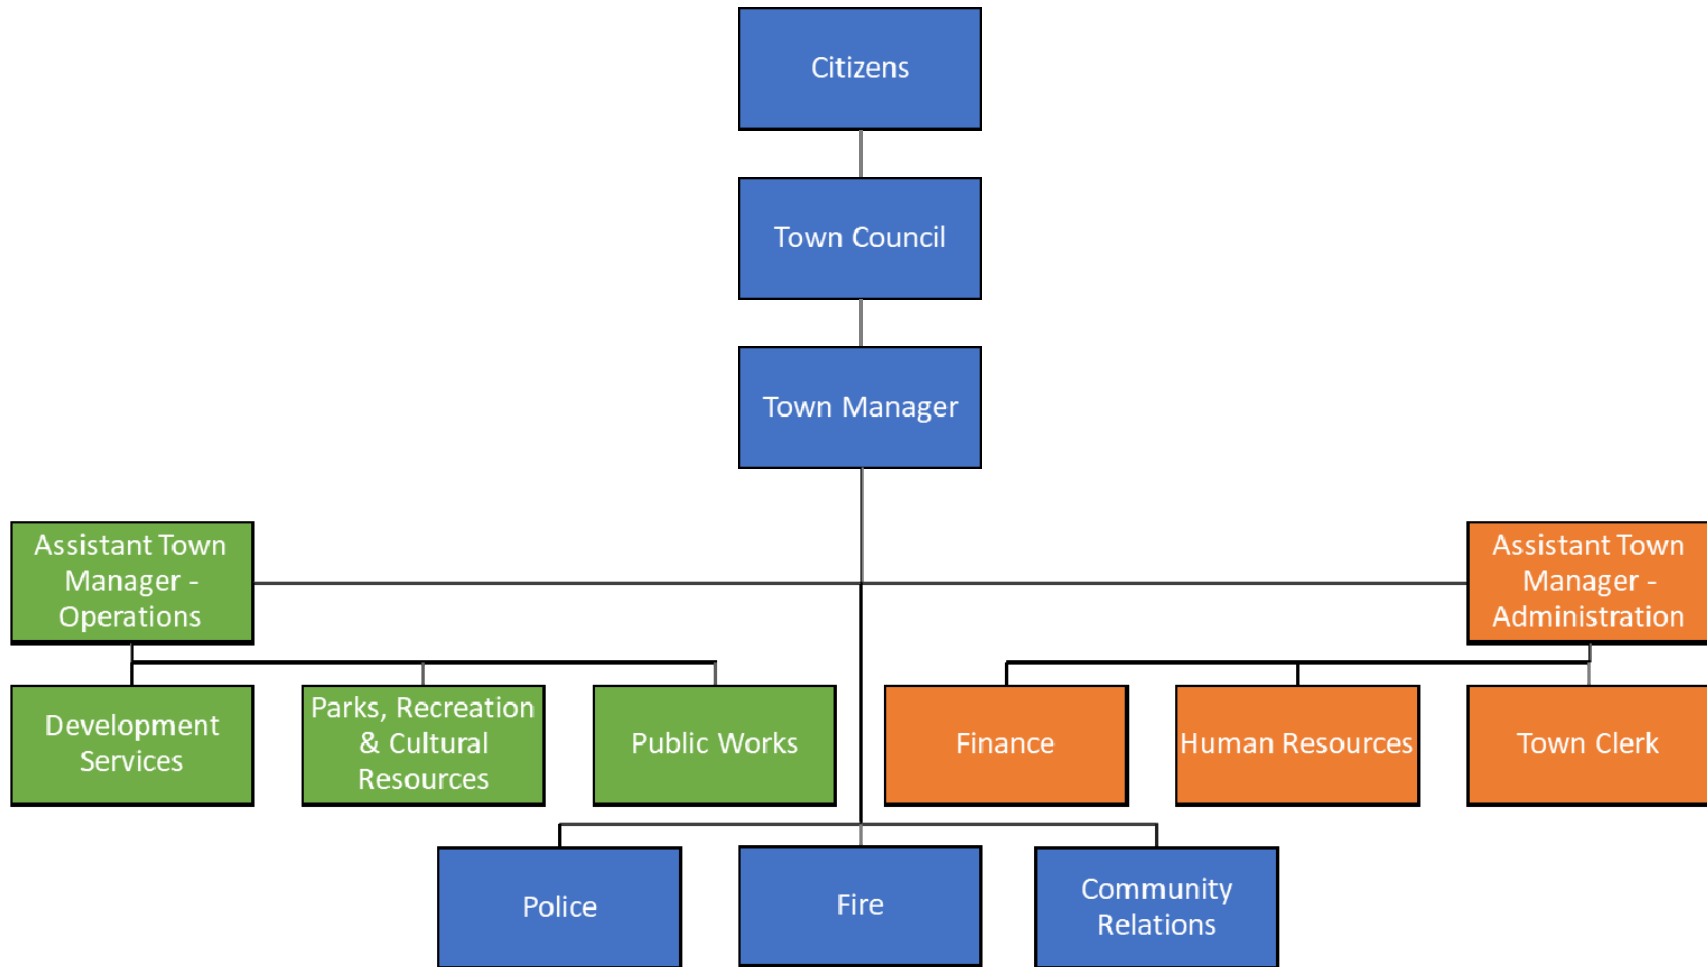 Citizens
Town Council
Town Manager
Assistant Town
Manager -
Operations
Assistant Town
Manager -
Administration
Development
Services
Parks, Recreation
& Cultural
Resources
Public Works
Finance
Human Resources
Town Clerk
Police
Fire
Community
Relations